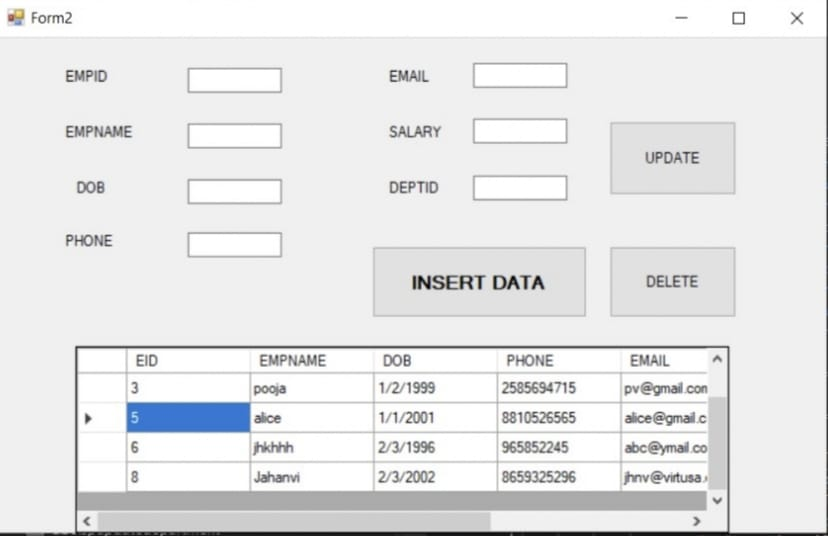 Form2
EMPID EMAIL
EMPNAME SALARY UPDATE
DOB DEPTID
PHONE
INSERT DATA DELETE
EID EMPNAME DOB PHONE EMAIL
3 pooja 1/2/1999 2585694715 pv@gmail.com
5 alice 1/1/2001 8810526565 alice@gmail.c
6 jhkhhh 2/3/1996 965852245 abc@ymail.co
8 Jahanvi 2/3/2002 8659325296 jhnv@virtusa.